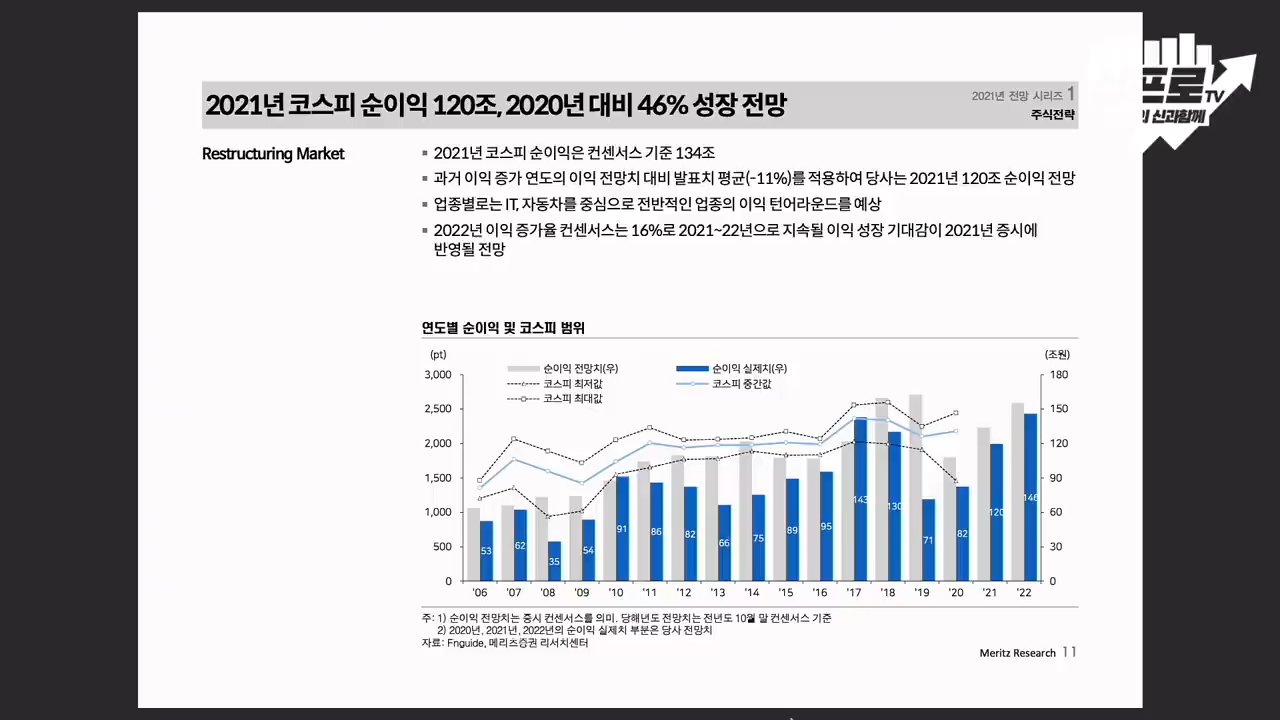 2021년 코스피 순이익 120조, 2020년 대비 46% 성장 전망
2021년 전망 시리즈 1
주식전략
프로TV
신과함께
Restructuring Market
▪ 2021년 코스피 순이익은 컨센서스 기준 134조
▪ 과거 이익 증가 연도의 이익 전망치 대비 발표치 평균(-11%)를 적용하여 당사는 2021년 120조 순이익 전망
▪ 업종별로는 IT, 자동차를 중심으로 전반적인 업종의 이익 턴어라운드를 예상
▪ 2022년 이익 증가율 컨센서스는 16%로 2021~22년으로 지속될 이익 성장 기대감이 2021년 증시에
반영될 전망
연도별 순이익 및 코스피 범위
(pt)
(조원)
순이익 전망치(우)
순이익 실제치(우)
코스피 최저값
코스피 중간값
코스피 최대값
3,000
2,500
2,000
1,500
1,000
500
0
180
150
120
90
60
30
0
53 62 35 54 91 86 82 66 75 89 95 143 130 71 82 120 146
'06 '07 '08 '09 '10 '11 '12 '13 '14 '15 '16 '17 '18 '19 '20 '21 '22
주: 1) 순이익 전망치는 증시 컨센서스를 의미. 당해년도 전망치는 전년도 10월 말 컨센서스 기준
2) 2020년, 2021년, 2022년의 순이익 실제치 부분은 당사 전망치
자료: Fnguide, 메리츠증권 리서치센터
Meritz Research 11